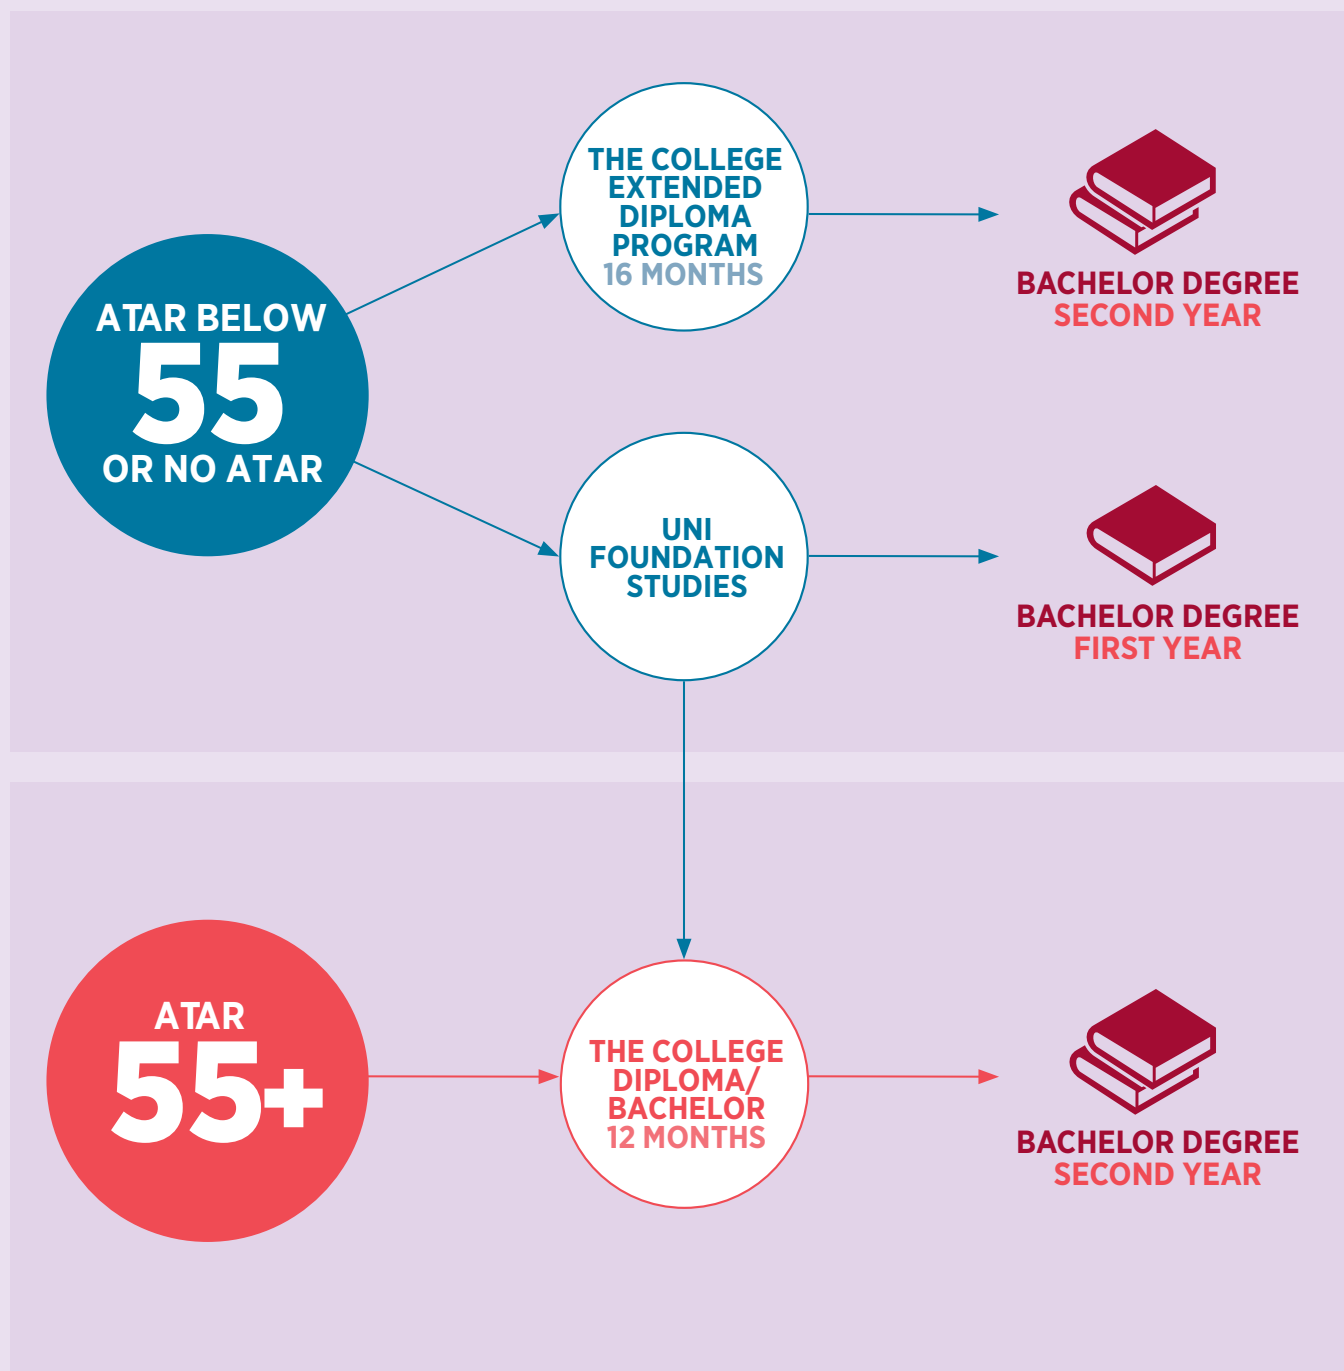 THE COLLEGE
EXTENDED
DIPLOMA
PROGRAM
16 MONTHS
BACHELOR DEGREE
SECOND YEAR
ATAR BELOW
55
OR NO ATAR
UNI
FOUNDATION
STUDIES
BACHELOR DEGREE
FIRST YEAR
ATAR
55+
THE COLLEGE
DIPLOMA/
BACHELOR
12 MONTHS
BACHELOR DEGREE
SECOND YEAR